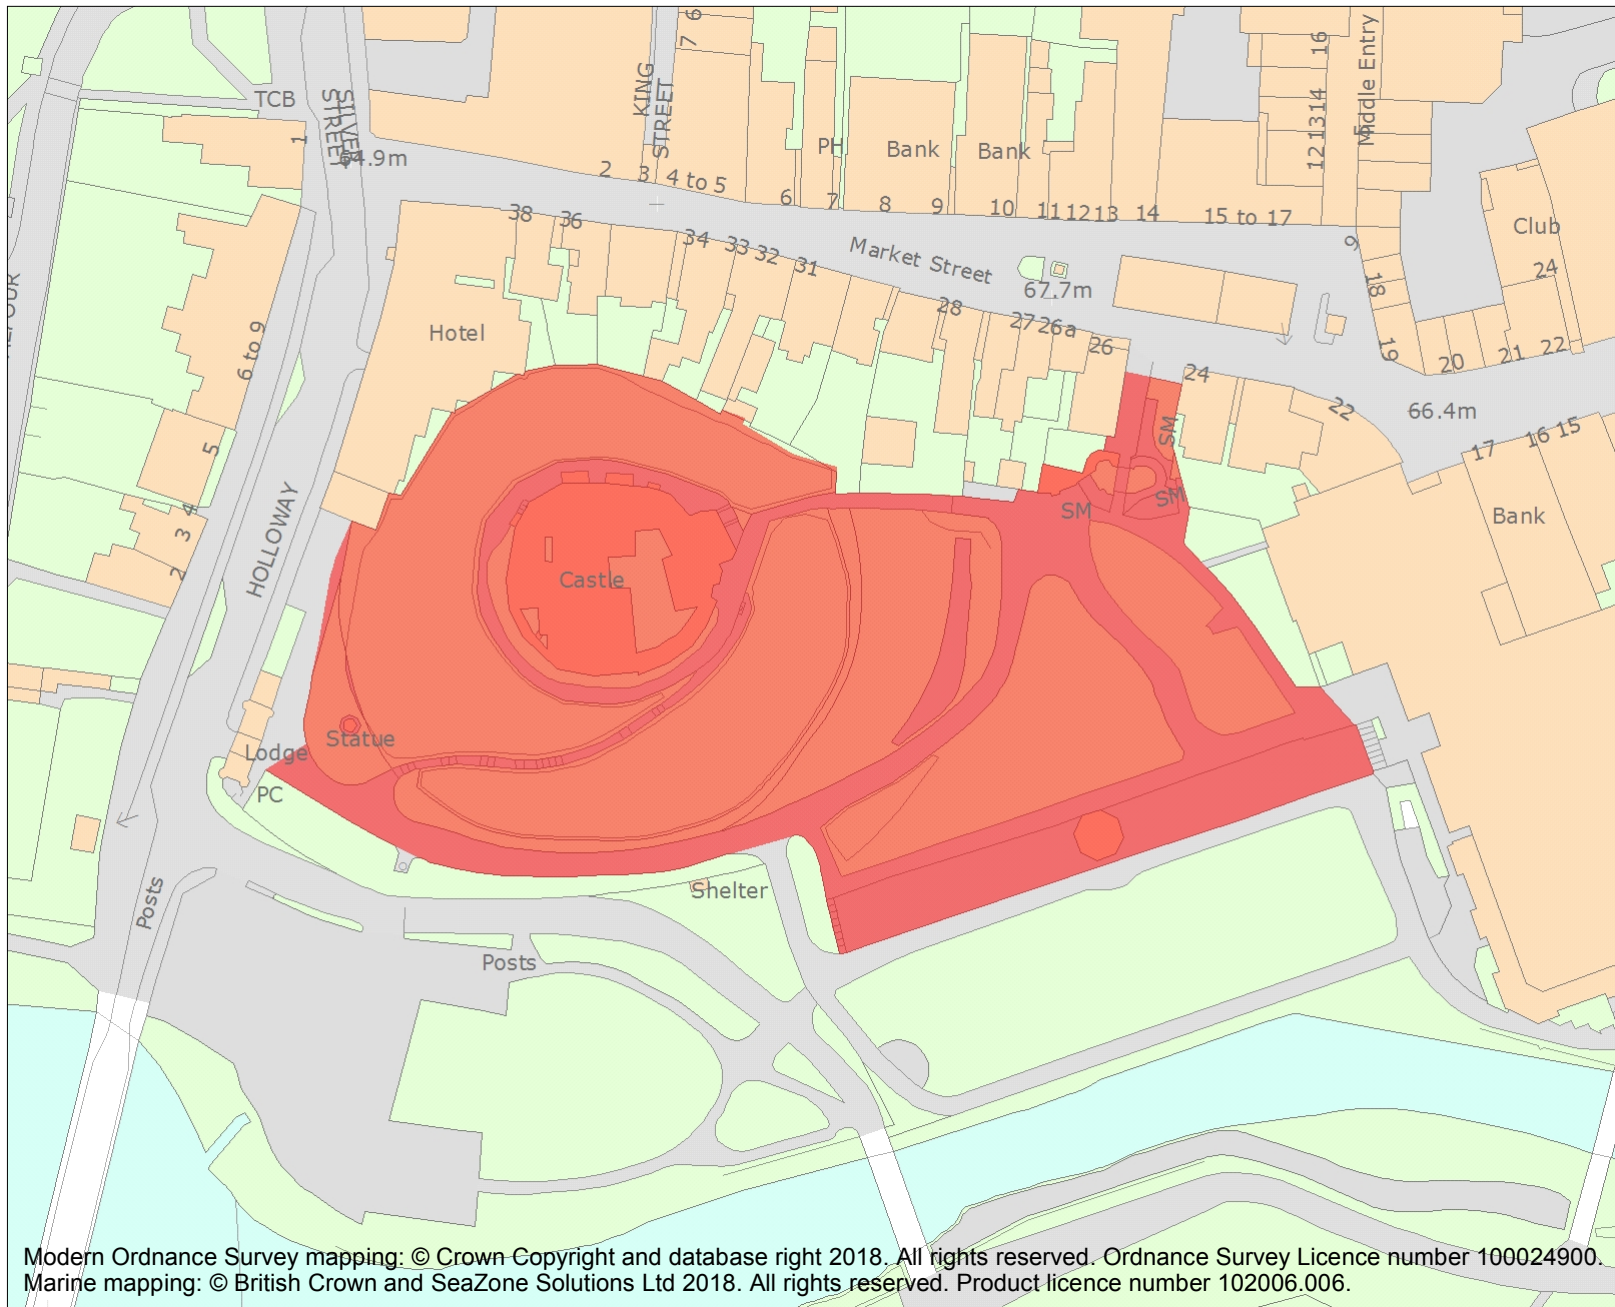 6
7
16
Middle Entry
KING
STREET
TCB
SILVER
STREET
1
64.9m
PH
Bank
Bank
12 13 14
5
2
3
4 to 5
6
7
8
9
10
11 12 13
14
15 to 17
9
Club
24
38
36
34
33
32
31
Market Street
67.7m
18
28
27 26a
26
19
20
21
22
Hotel
6 to 9
24
22
66.4m
17
16 15
5
SM
SM
SM
Bank
4
3
2
HOLLOWAY
Castle
Statue
Lodge
PC
Shelter
Posts
Posts
Modern Ordnance Survey mapping: © Crown Copyright and database right 2018. All rights reserved. Ordnance Survey Licence number 100024900.
Marine mapping: © British Crown and SeaZone Solutions Ltd 2018. All rights reserved. Product licence number 102006.006.